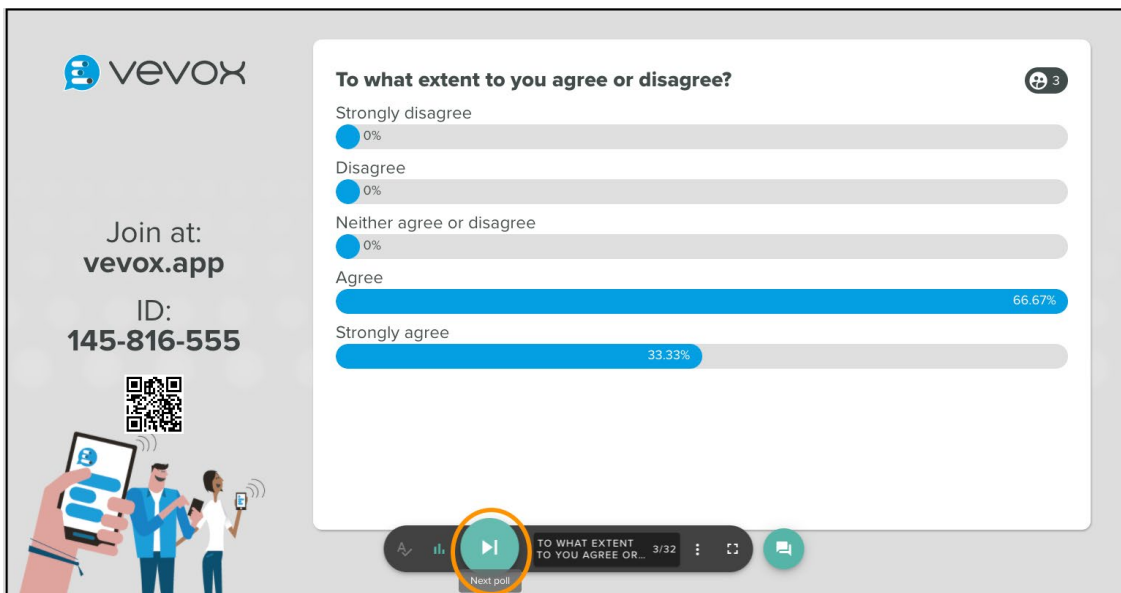 vevox
Join at:
vevox.app
ID:
145-816-555
To what extent to you agree or disagree?
3
Strongly disagree
0%
Disagree
0%
Neither agree or disagree
0%
Agree
66.67%
Strongly agree
33.33%
TO WHAT EXTENT
TO YOU AGREE OR...
3/32
Next poll